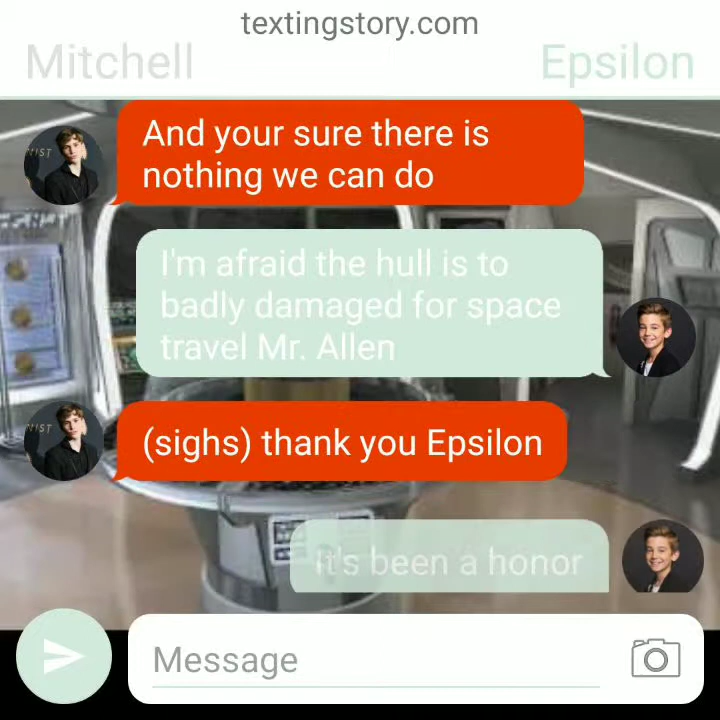 textingstory.com
Mitchell
Epsilon
And your sure there is
nothing we can do
I'm afraid the hull is to
badly damaged for space
travel Mr. Allen
(sighs) thank you Epsilon
It's been a honor
Message